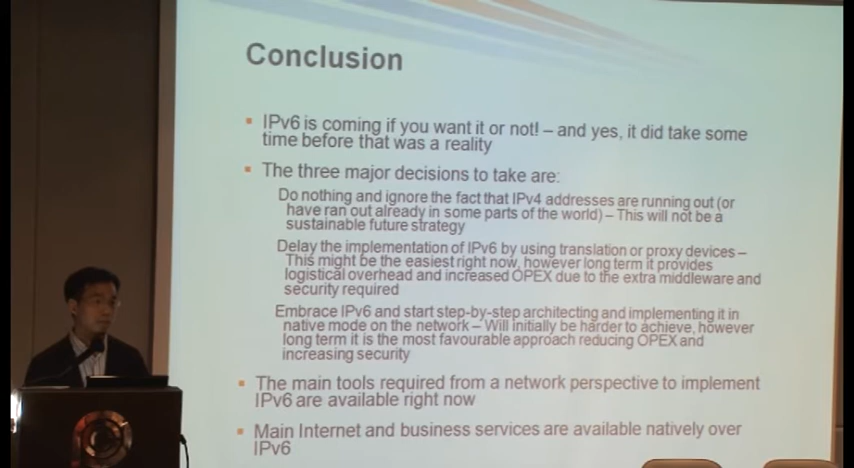 Conclusion
IPv6 is coming if you want it or not! – and yes, it did take some
time before that was a reality
The three major decisions to take are:
Do nothing and ignore the fact that IPv4 addresses are running out (or
have ran out already in some parts of the world) – This will not be a
sustainable future strategy
Delay the implementation of IPv6 by using translation or proxy devices –
This might be the easiest right now, however long term it provides
logistical overhead and increased OPEX due to the extra middleware and
security required
Embrace IPv6 and start step-by-step architecting and implementing it in
native mode on the network – Will initially be harder to achieve, however
long term it is the most favourable approach reducing OPEX and
increasing security
The main tools required from a network perspective to implement
IPv6 are available right now
Main Internet and business services are available natively over
IPv6